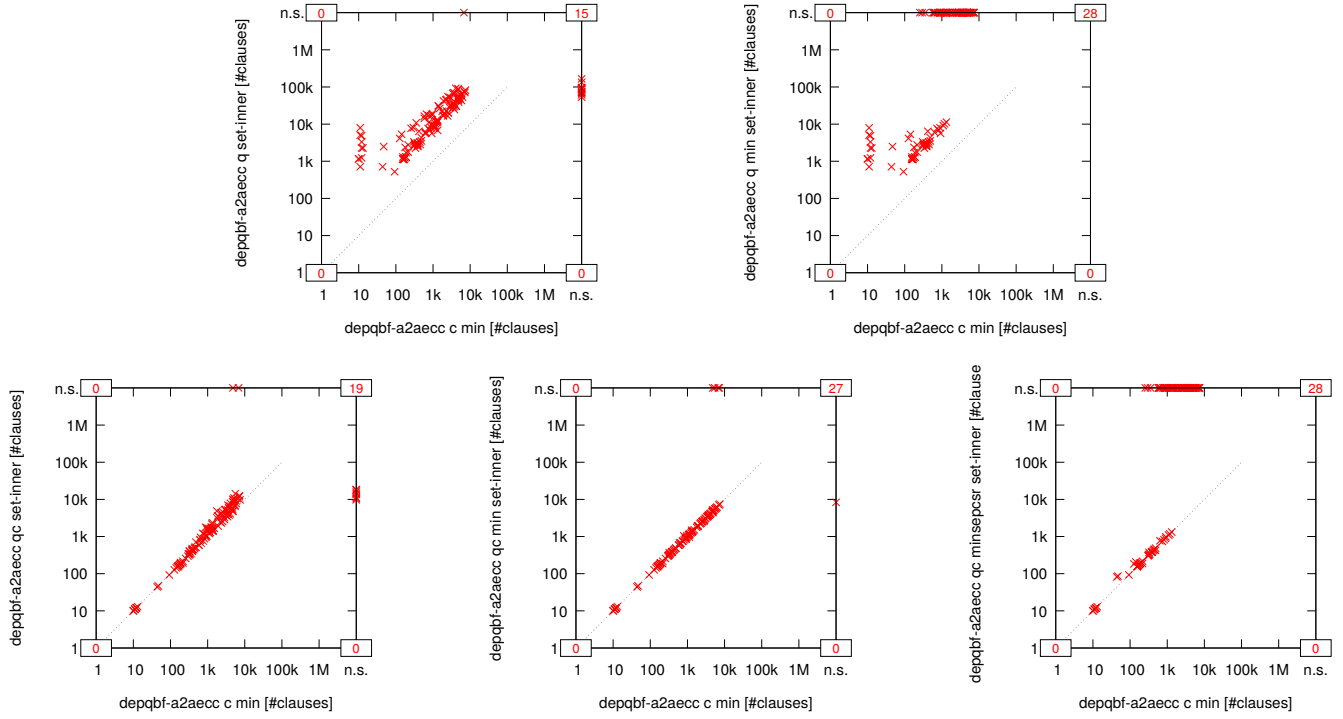 n.s.
0
15
1M
100k
10k
1k
100
10
1
0
0
1 10 100 1k 10k 100k 1M n.s.
depqbf-a2aecc q set-inner [#clauses]
depqbf-a2aecc c min [#clauses]
n.s.
0
28
1M
100k
10k
1k
100
10
1
0
0
1 10 100 1k 10k 100k 1M n.s.
depqbf-a2aecc q min set-inner [#clauses]
depqbf-a2aecc c min [#clauses]
n.s.
0
19
1M
100k
10k
1k
100
10
1
0
0
1 10 100 1k 10k 100k 1M n.s.
depqbf-a2aecc qc set-inner [#clauses]
depqbf-a2aecc c min [#clauses]
n.s.
0
27
1M
100k
10k
1k
100
10
1
0
0
1 10 100 1k 10k 100k 1M n.s.
depqbf-a2aecc qc min set-inner [#clauses]
depqbf-a2aecc c min [#clauses]
n.s.
0
28
1M
100k
10k
1k
100
10
1
0
0
1 10 100 1k 10k 100k 1M n.s.
depqbf-a2aecc qc minsepcsr set-inner [#clause
depqbf-a2aecc c min [#clauses]